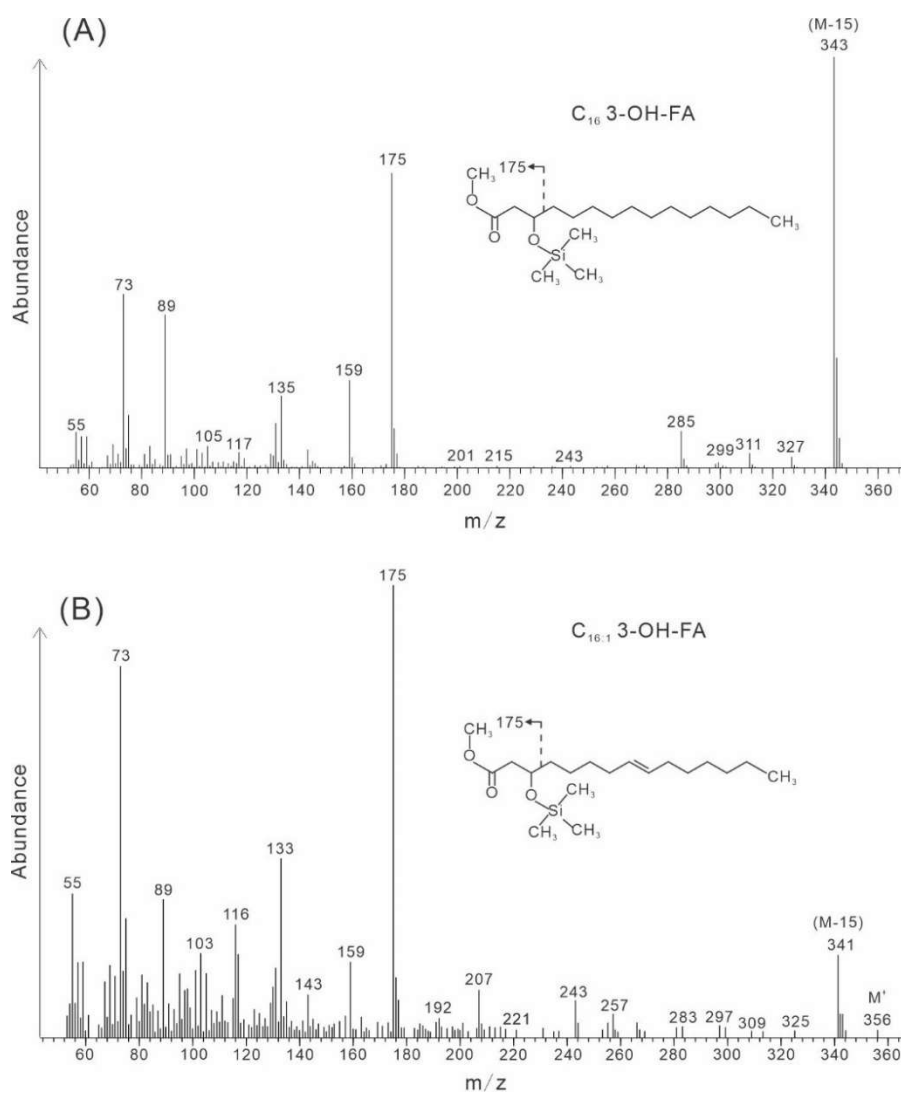 (A)
(M-15)
343
C₁₆ 3-OH-FA
175
CH₃
O
O
O
Si
CH₃
H₃C
CH₃
CH₃
175
73
89
135
159
55
105
117
201
215
243
285
299
311
327
Abundance
60 80 100 120 140 160 180 200 220 240 260 280 300 320 340 360
m/z
(B)
175
C₁₆:₁ 3-OH-FA
73
175
CH₃
O
O
O
Si
CH₃
CH₃
CH₃
CH₃
133
55
89
116
103
159
143
192
207
221
243
257
283
297
309
325
(M-15)
341
M⁺
356
Abundance
60 80 100 120 140 160 180 200 220 240 260 280 300 320 340 360
m/z